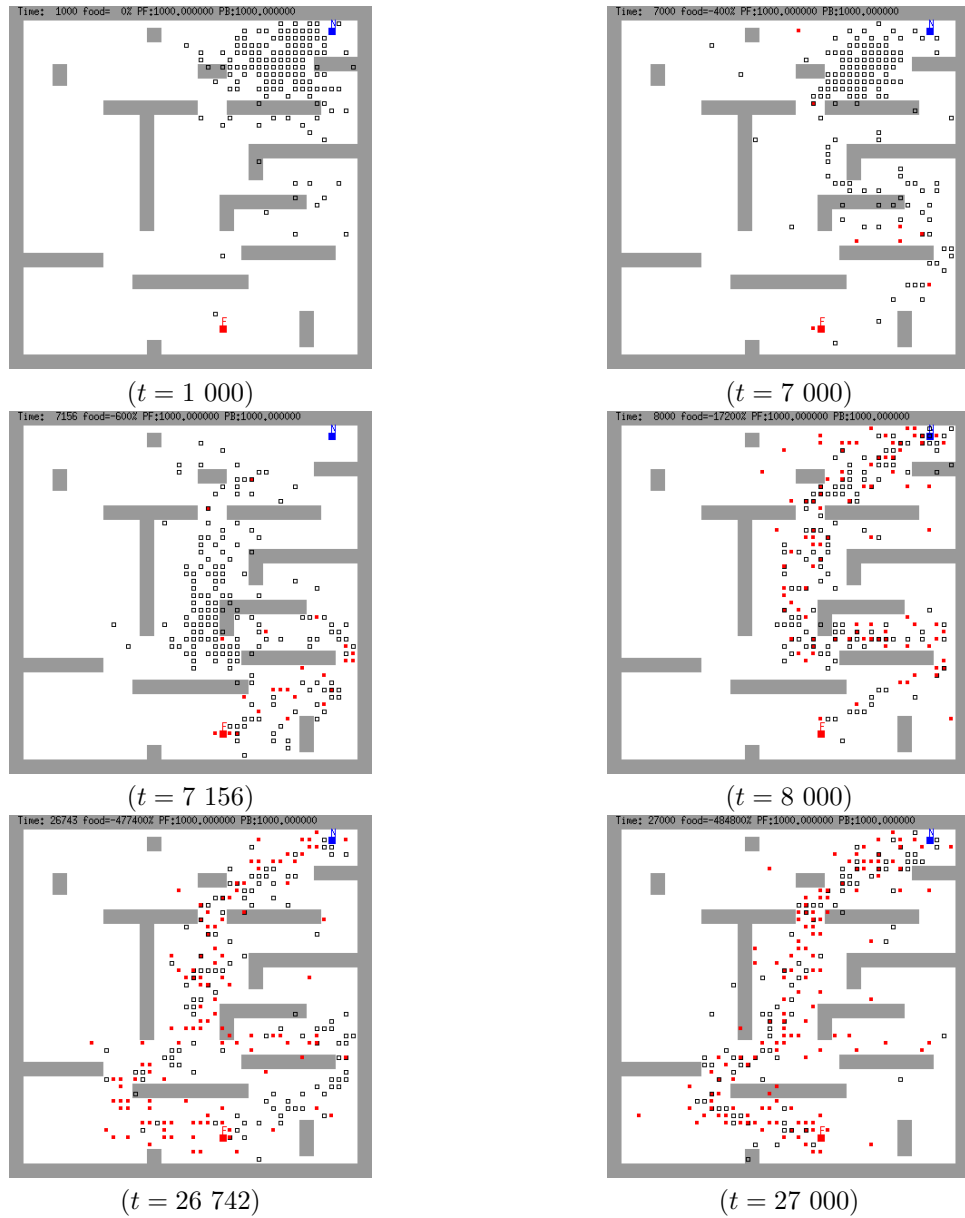 Time: 1000 food= 0% PF:1000.000000 PB:1000.000000
N
F
(t = 1 000)
Time: 7000 food=-400% PF:1000.000000 PB:1000.000000
N
F
(t = 7 000)
Time: 7156 food=-600% PF:1000.000000 PB:1000.000000
N
F
(t = 7 156)
Time: 8000 food=-17200% PF:1000.000000 PB:1000.000000
N
F
(t = 8 000)
Time: 26743 food=-477400% PF:1000.000000 PB:1000.000000
N
F
(t = 26 742)
Time: 27000 food=-484800% PF:1000.000000 PB:1000.000000
N
F
(t = 27 000)